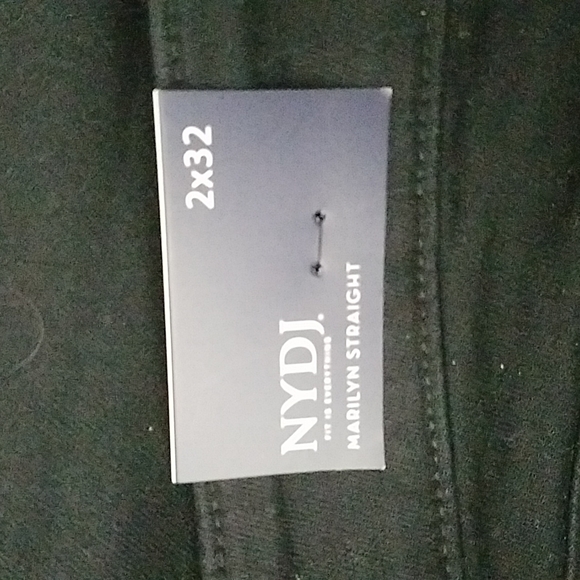 2x32
NYDJ.
FIT IS EVERYTHING
MARILYN STRAIGHT